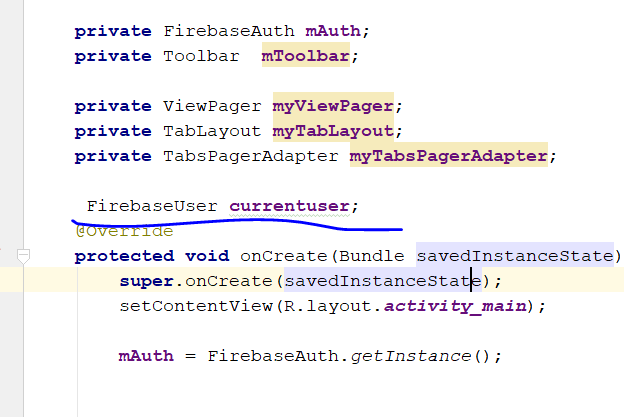 private FirebaseAuth mAuth;
private Toolbar mToolbar;
private ViewPager myViewPager;
private TabLayout myTabLayout;
private TabsPagerAdapter myTabsPagerAdapter;
FirebaseUser currentuser;
@Override
protected void onCreate(Bundle savedInstanceState)
super.onCreate(savedInstanceState);
setContentView(R.layout.activity_main);
mAuth = FirebaseAuth.getInstance();